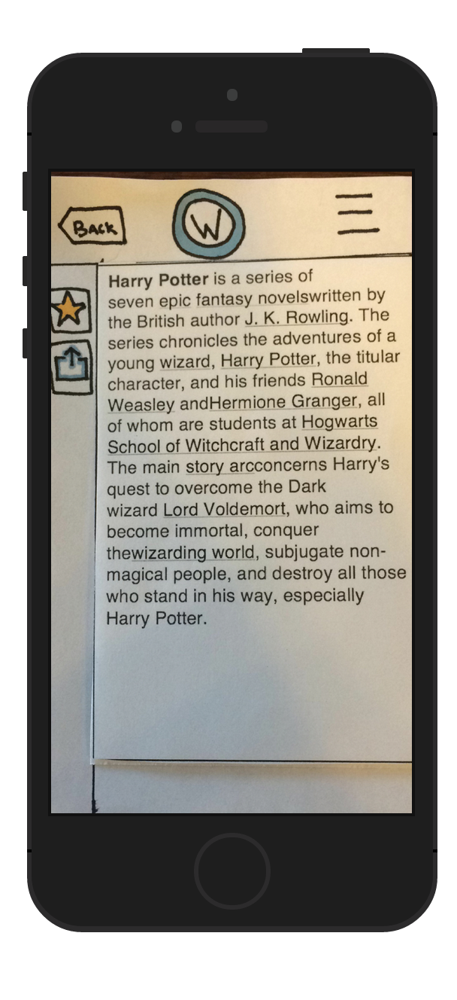 Back
W
Harry Potter is a series of
seven epic fantasy novelswritten by
the British author J. K. Rowling. The
series chronicles the adventures of a
young wizard, Harry Potter, the titular
character, and his friends Ronald
Weasley andHermione Granger, all
of whom are students at Hogwarts
School of Witchcraft and Wizardry.
The main story arcconcerns Harry's
quest to overcome the Dark
wizard Lord Voldemort, who aims to
become immortal, conquer
thewizarding world, subjugate non-
magical people, and destroy all those
who stand in his way, especially
Harry Potter.